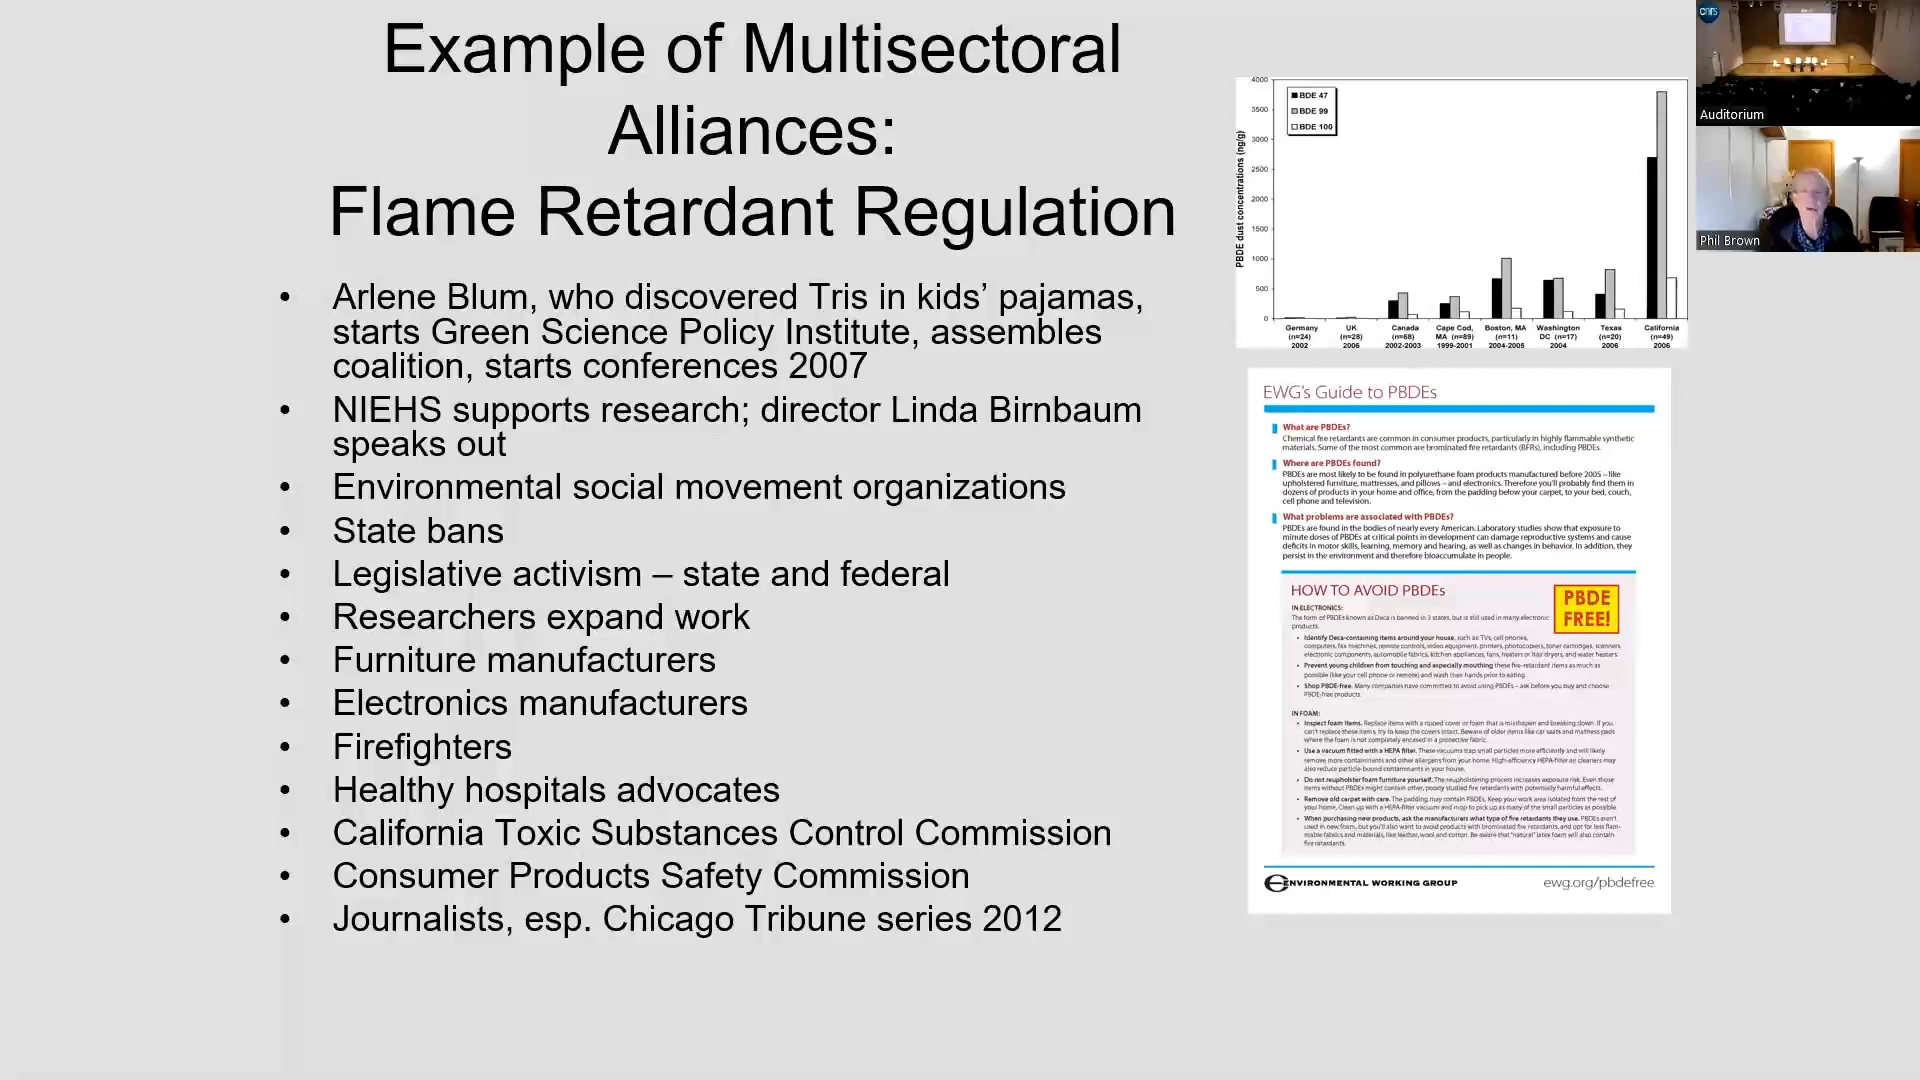 Example of Multisectoral
Alliances:
Flame Retardant Regulation
• Arlene Blum, who discovered Tris in kids’ pajamas,
starts Green Science Policy Institute, assembles
coalition, starts conferences 2007
• NIEHS supports research; director Linda Birnbaum
speaks out
• Environmental social movement organizations
• State bans
• Legislative activism – state and federal
• Researchers expand work
• Furniture manufacturers
• Electronics manufacturers
• Firefighters
• Healthy hospitals advocates
• California Toxic Substances Control Commission
• Consumer Products Safety Commission
• Journalists, esp. Chicago Tribune series 2012
PBDE dust concentrations (ng/g)
4000
3500
3000
2500
2000
1500
1000
500
0
BDE 47
BDE 99
BDE 100
Germany UK Canada Cape Cod, Boston, MA Washington Texas California
(n=24) (n=28) (n=68) MA (n=89) (n=11) DC (n=17) (n=20) (n=49)
2002 2006 2002-2003 1999-2001 2004-2005 2004 2006 2006
EWG's Guide to PBDEs
What are PBDEs?
Chemical fire retardants are common in consumer products, particularly in highly flammable synthetic
materials. Some of the most common are brominated fire retardants (BFRs), including PBDEs.
Where are PBDEs found?
PBDEs are most likely to be found in polyurethane foam products manufactured before 2005 – like
upholstered furniture, mattresses, and pillows – and electronics. Therefore you'll probably find them in
dozens of products in your home and office, from the padding below your carpet, to your bed, couch,
cell phone and television.
What problems are associated with PBDEs?
PBDEs are found in the bodies of nearly every American. Laboratory studies show that exposure to
minute doses of PBDEs at critical points in development can damage reproductive systems and cause
deficits in motor skills, learning, memory and hearing, as well as changes in behavior. In addition, they
persist in the environment and therefore bioaccumulate in people.
HOW TO AVOID PBDEs
PBDE
FREE!
IN ELECTRONICS:
The form of PBDEs known as Deca is banned in 3 states, but is still used in many electronic
products.
• Identify Deca-containing items around your house, such as TVs, cell phones,
computers, fax machines, remote controls, video equipment, printers, photocopiers, toner cartridges, scanners,
electronic components, automobile fabrics, kitchen appliances, fans, heaters or hair dryers, and water heaters.
• Prevent young children from touching and especially mouthing these fire-retardant items as much as
possible (like your cell phone or remote) and wash their hands prior to eating.
• Shop PBDE-free. Many companies have committed to avoid using PBDEs – ask before you buy and choose
PBDE-free products.
IN FOAM:
• Inspect foam items. Replace items with a ripped cover or foam that is misshapen and breaking down. If you
can't replace these items, try to keep the covers intact. Beware of older items like car seats and mattress pads
where the foam is not completely encased in a protective fabric.
• Use a vacuum fitted with a HEPA filter. These vacuums trap small particles more efficiently and will likely
remove more contaminants and other allergens from your home. High-efficiency HEPA-filter air cleaners may
also reduce particle-bound contaminants in your house.
• Do not reupholster foam furniture yourself. The reupholstering process increases exposure risk. Even those
items without PBDEs might contain other, poorly studied fire retardants with potentially harmful effects.
• Remove old carpet with care. The padding may contain PBDEs. Keep your work area isolated from the rest of
your home. Clean up with a HEPA-filter vacuum and mop to pick up as many of the small particles as possible.
• When purchasing new products, ask the manufacturers what type of fire retardants they use. PBDEs aren't
used in new foam, but you'll also want to avoid products with brominated fire retardants, and opt for less flam-
mable fabrics and materials, like leather, wool and cotton. Be aware that "natural" latex foam will also contain
fire retardants.
ENVIRONMENTAL WORKING GROUP
ewg.org/pbdefree
cnrs
Auditorium
Phil Brown